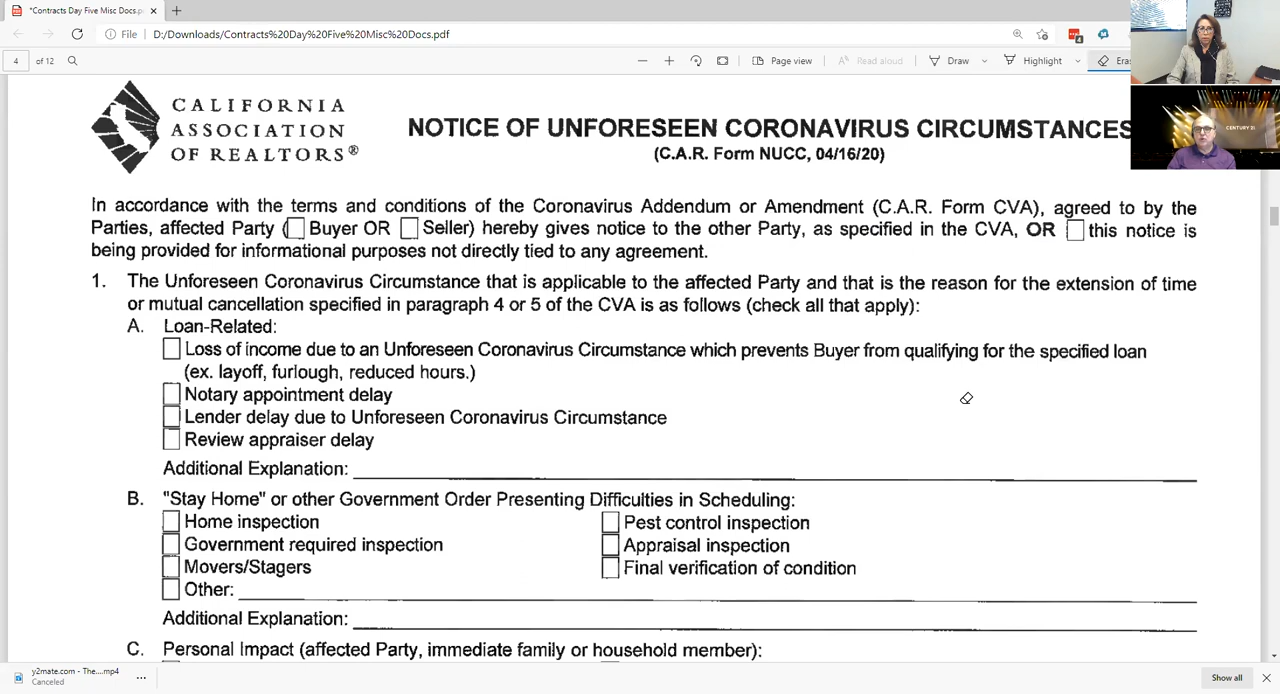 *Contracts Day Five Misc Docs.p
File
D:/Downloads/Contracts%20Day%20Five%20Misc%20Docs.pdf
4 of 12
Page view
Read aloud
Draw
Highlight
Eras
CALIFORNIA
ASSOCIATION
OF REALTORS®
NOTICE OF UNFORESEEN CORONAVIRUS CIRCUMSTANCES
(C.A.R. Form NUCC, 04/16/20)
CENTURY 21
In accordance with the terms and conditions of the Coronavirus Addendum or Amendment (C.A.R. Form CVA), agreed to by the
Parties, affected Party ( Buyer OR Seller) hereby gives notice to the other Party, as specified in the CVA, OR this notice is
being provided for informational purposes not directly tied to any agreement.
1. The Unforeseen Coronavirus Circumstance that is applicable to the affected Party and that is the reason for the extension of time
or mutual cancellation specified in paragraph 4 or 5 of the CVA is as follows (check all that apply):
A. Loan-Related:
Loss of income due to an Unforeseen Coronavirus Circumstance which prevents Buyer from qualifying for the specified loan
(ex. layoff, furlough, reduced hours.)
Notary appointment delay
Lender delay due to Unforeseen Coronavirus Circumstance
Review appraiser delay
Additional Explanation:
B. "Stay Home" or other Government Order Presenting Difficulties in Scheduling:
Home inspection Pest control inspection
Government required inspection Appraisal inspection
Movers/Stagers Final verification of condition
Other:
Additional Explanation:
C. Personal Impact (affected Party, immediate family or household member):
y2mate.com - The....mp4
Canceled
Show all